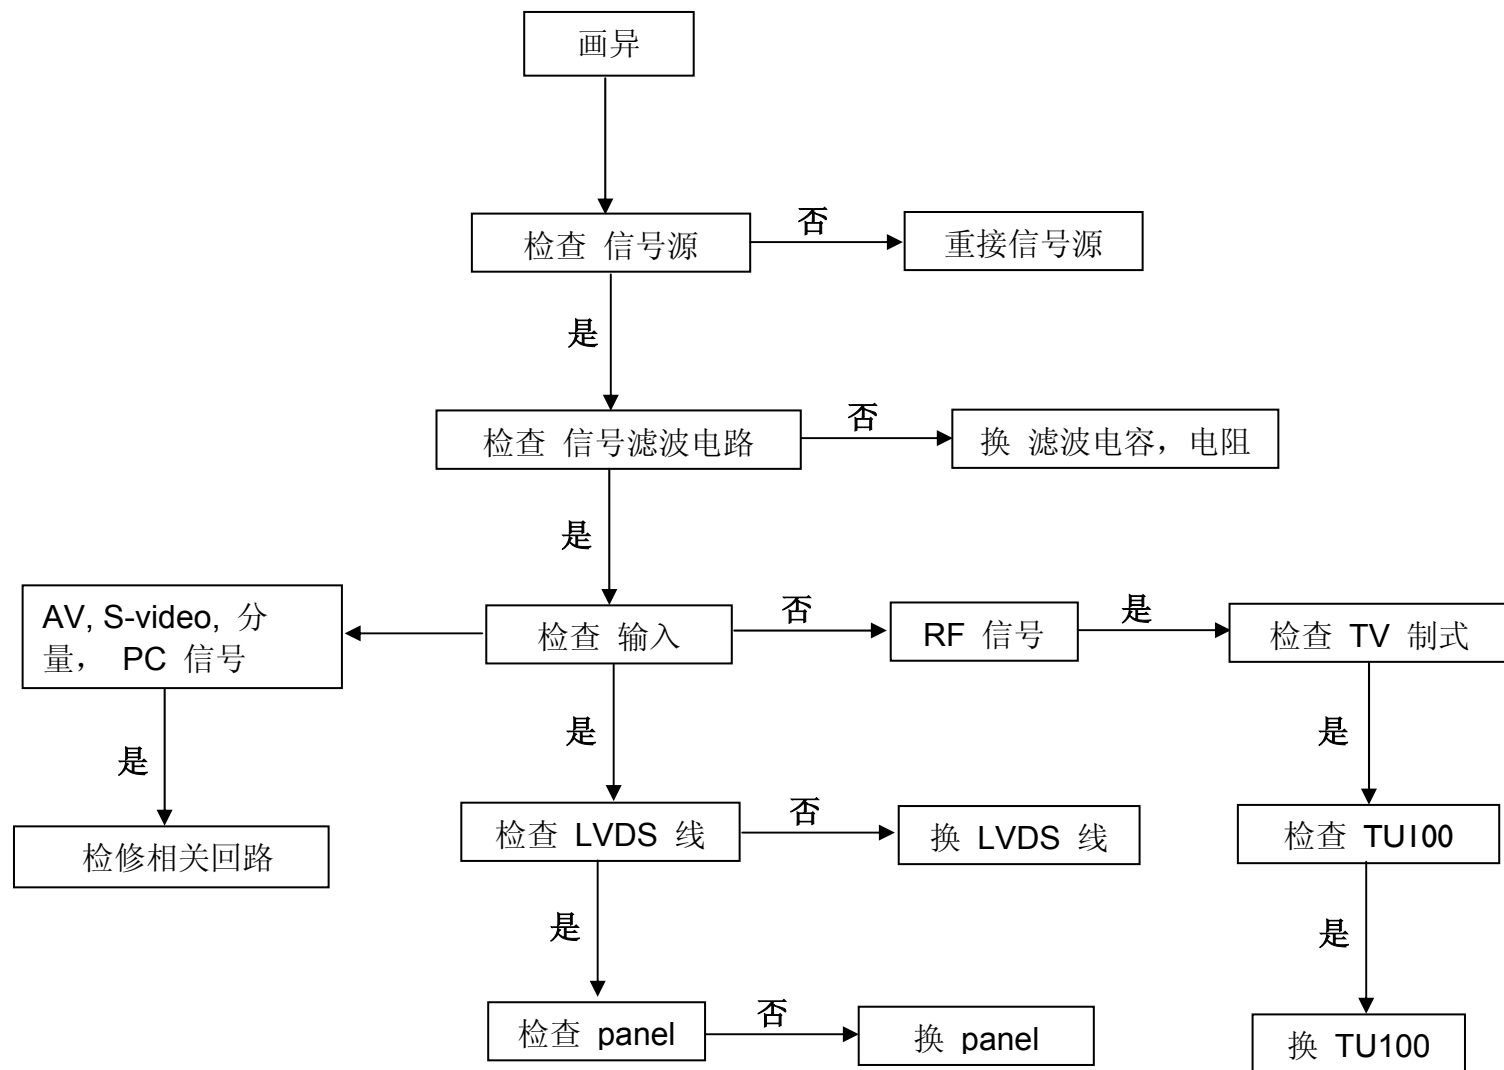 画异
检查 信号源
否
重接信号源
是
检查 信号滤波电路
否
换 滤波电容，电阻
是
AV, S-video, 分
量， PC 信号
检查 输入
否
RF 信号
是
检查 TV 制式
是
是
是
检修相关回路
检查 LVDS 线
否
换 LVDS 线
检查 TUI00
是
是
检查 panel
否
换 panel
换 TU100